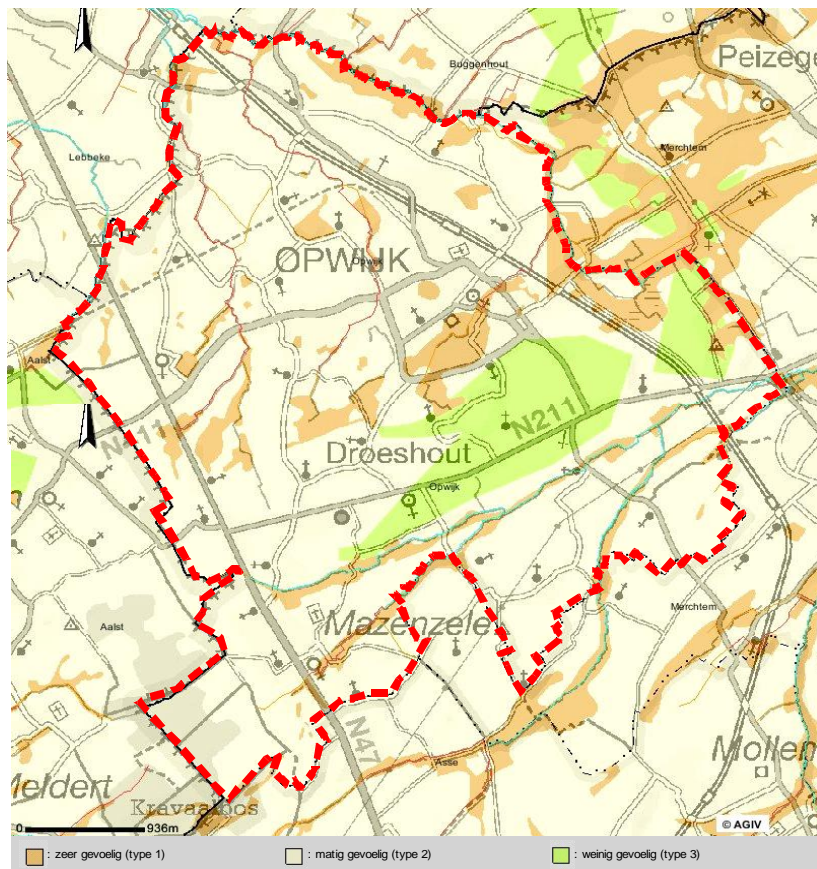 Buggenhout
Peizege
Lebbeke
Merchtem
OPWIJK
Opwijk
Aalst
N411
N211
Droeshout
Opwijk
Aalst
Mazenzele
Merchtem
N47
Asse
Mollem
Meldert
Kravaalbos
0 936m
© AGIV
: zeer gevoelig (type 1) : matig gevoelig (type 2) : weinig gevoelig (type 3)